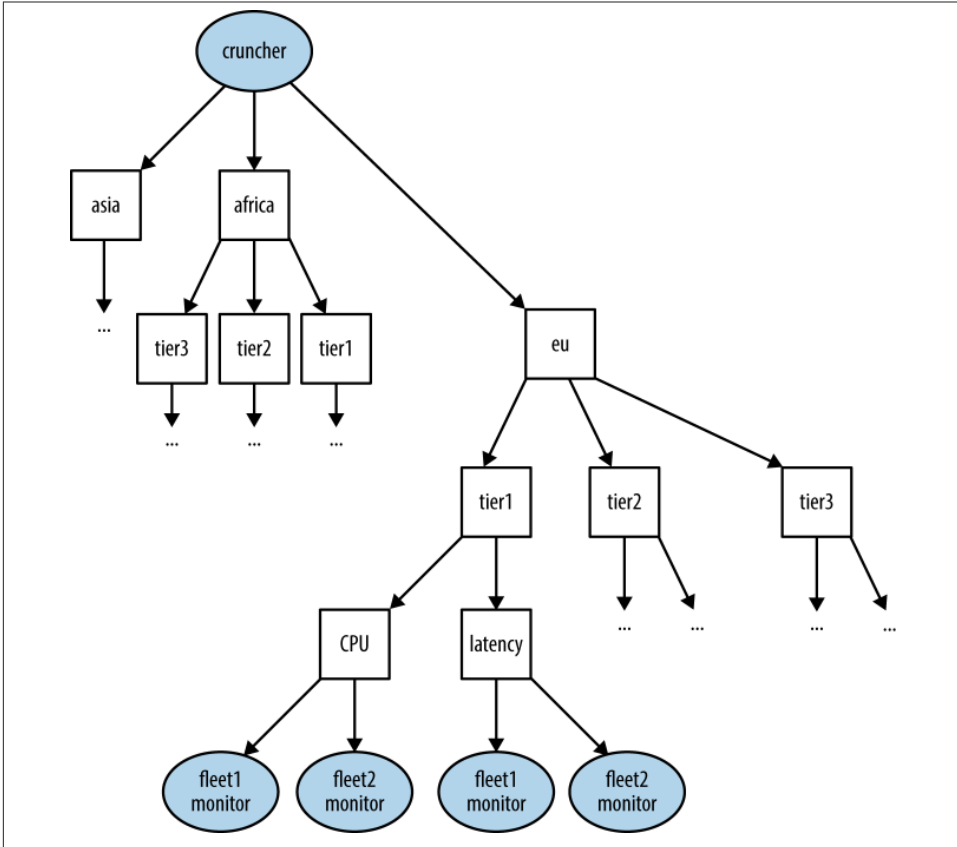 cruncher
asia
africa
...
tier3
tier2
tier1
eu
...
...
...
tier1
tier2
tier3
CPU
latency
...
...
...
...
fleet1
monitor
fleet2
monitor
fleet1
monitor
fleet2
monitor